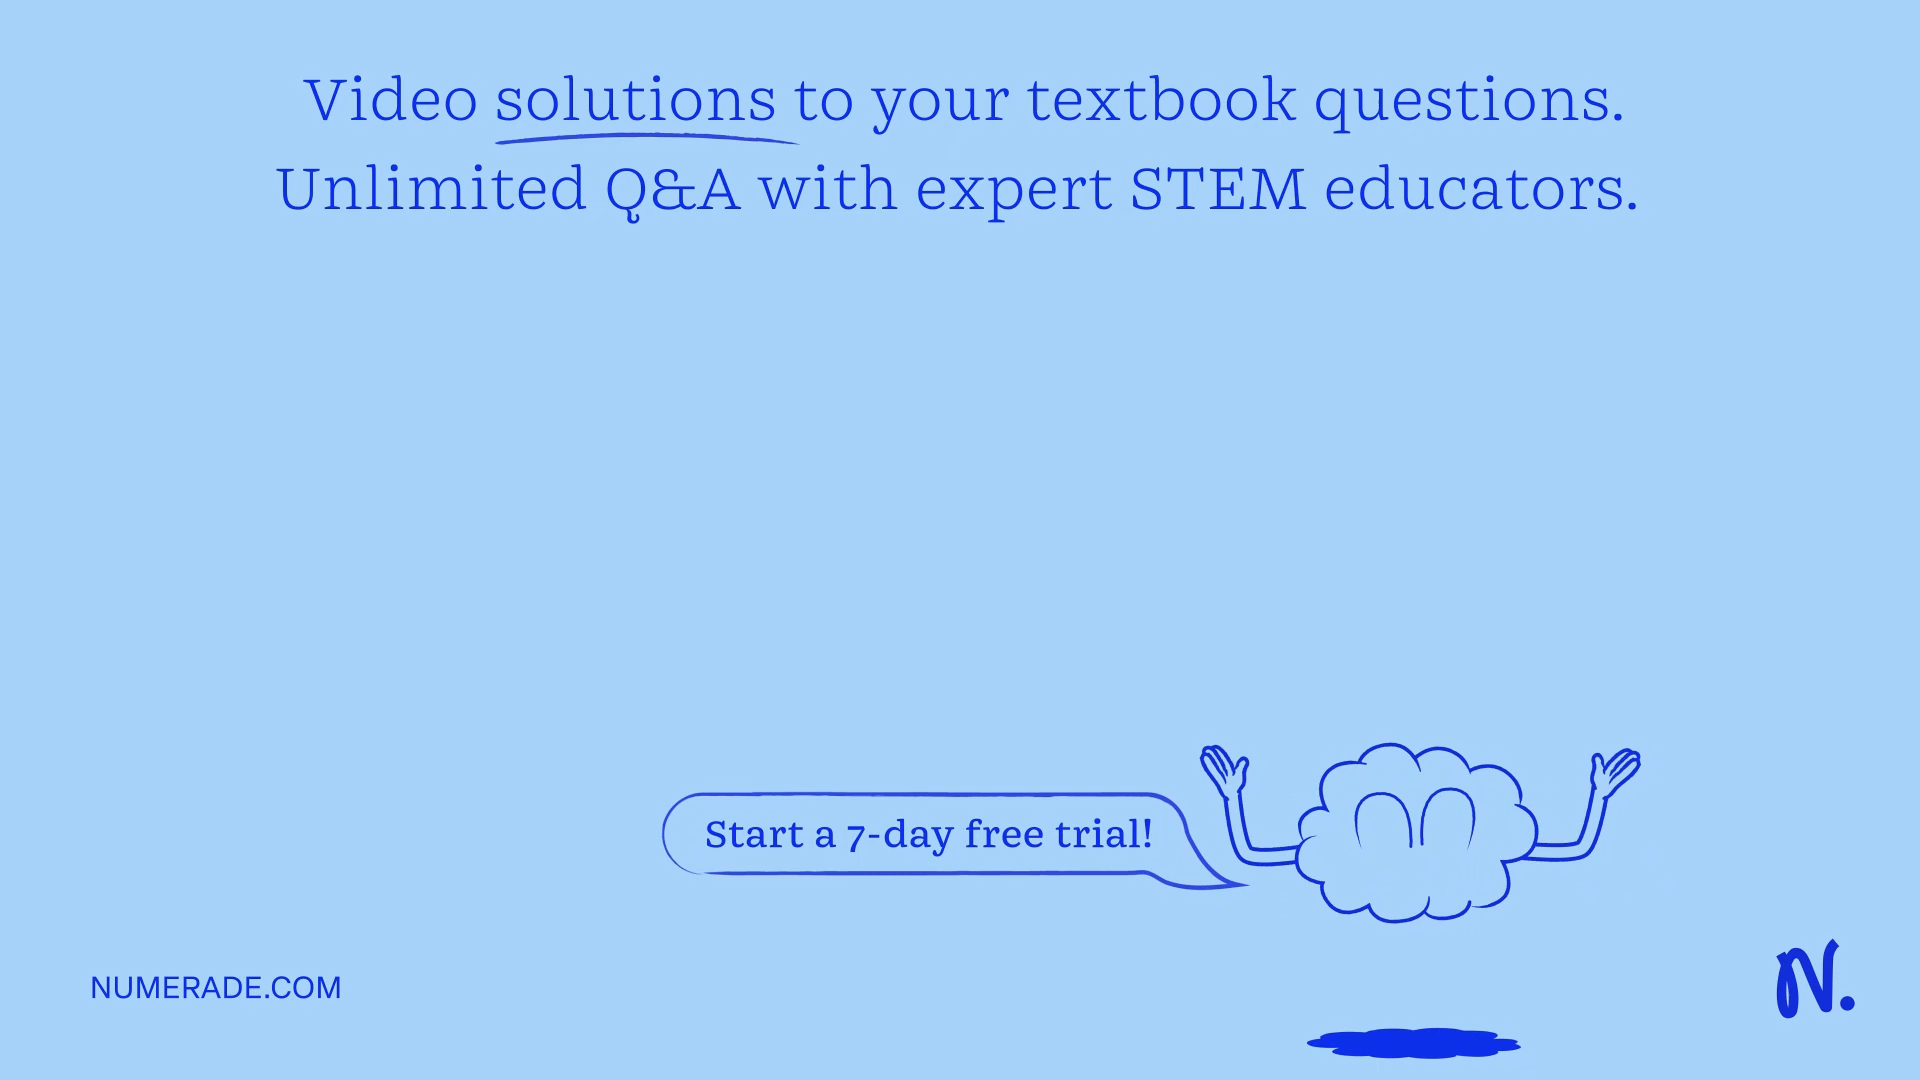 Video solutions to your textbook questions.
Unlimited Q&A with expert STEM educators.
Start a 7-day free trial!
NUMERADE.COM
N.